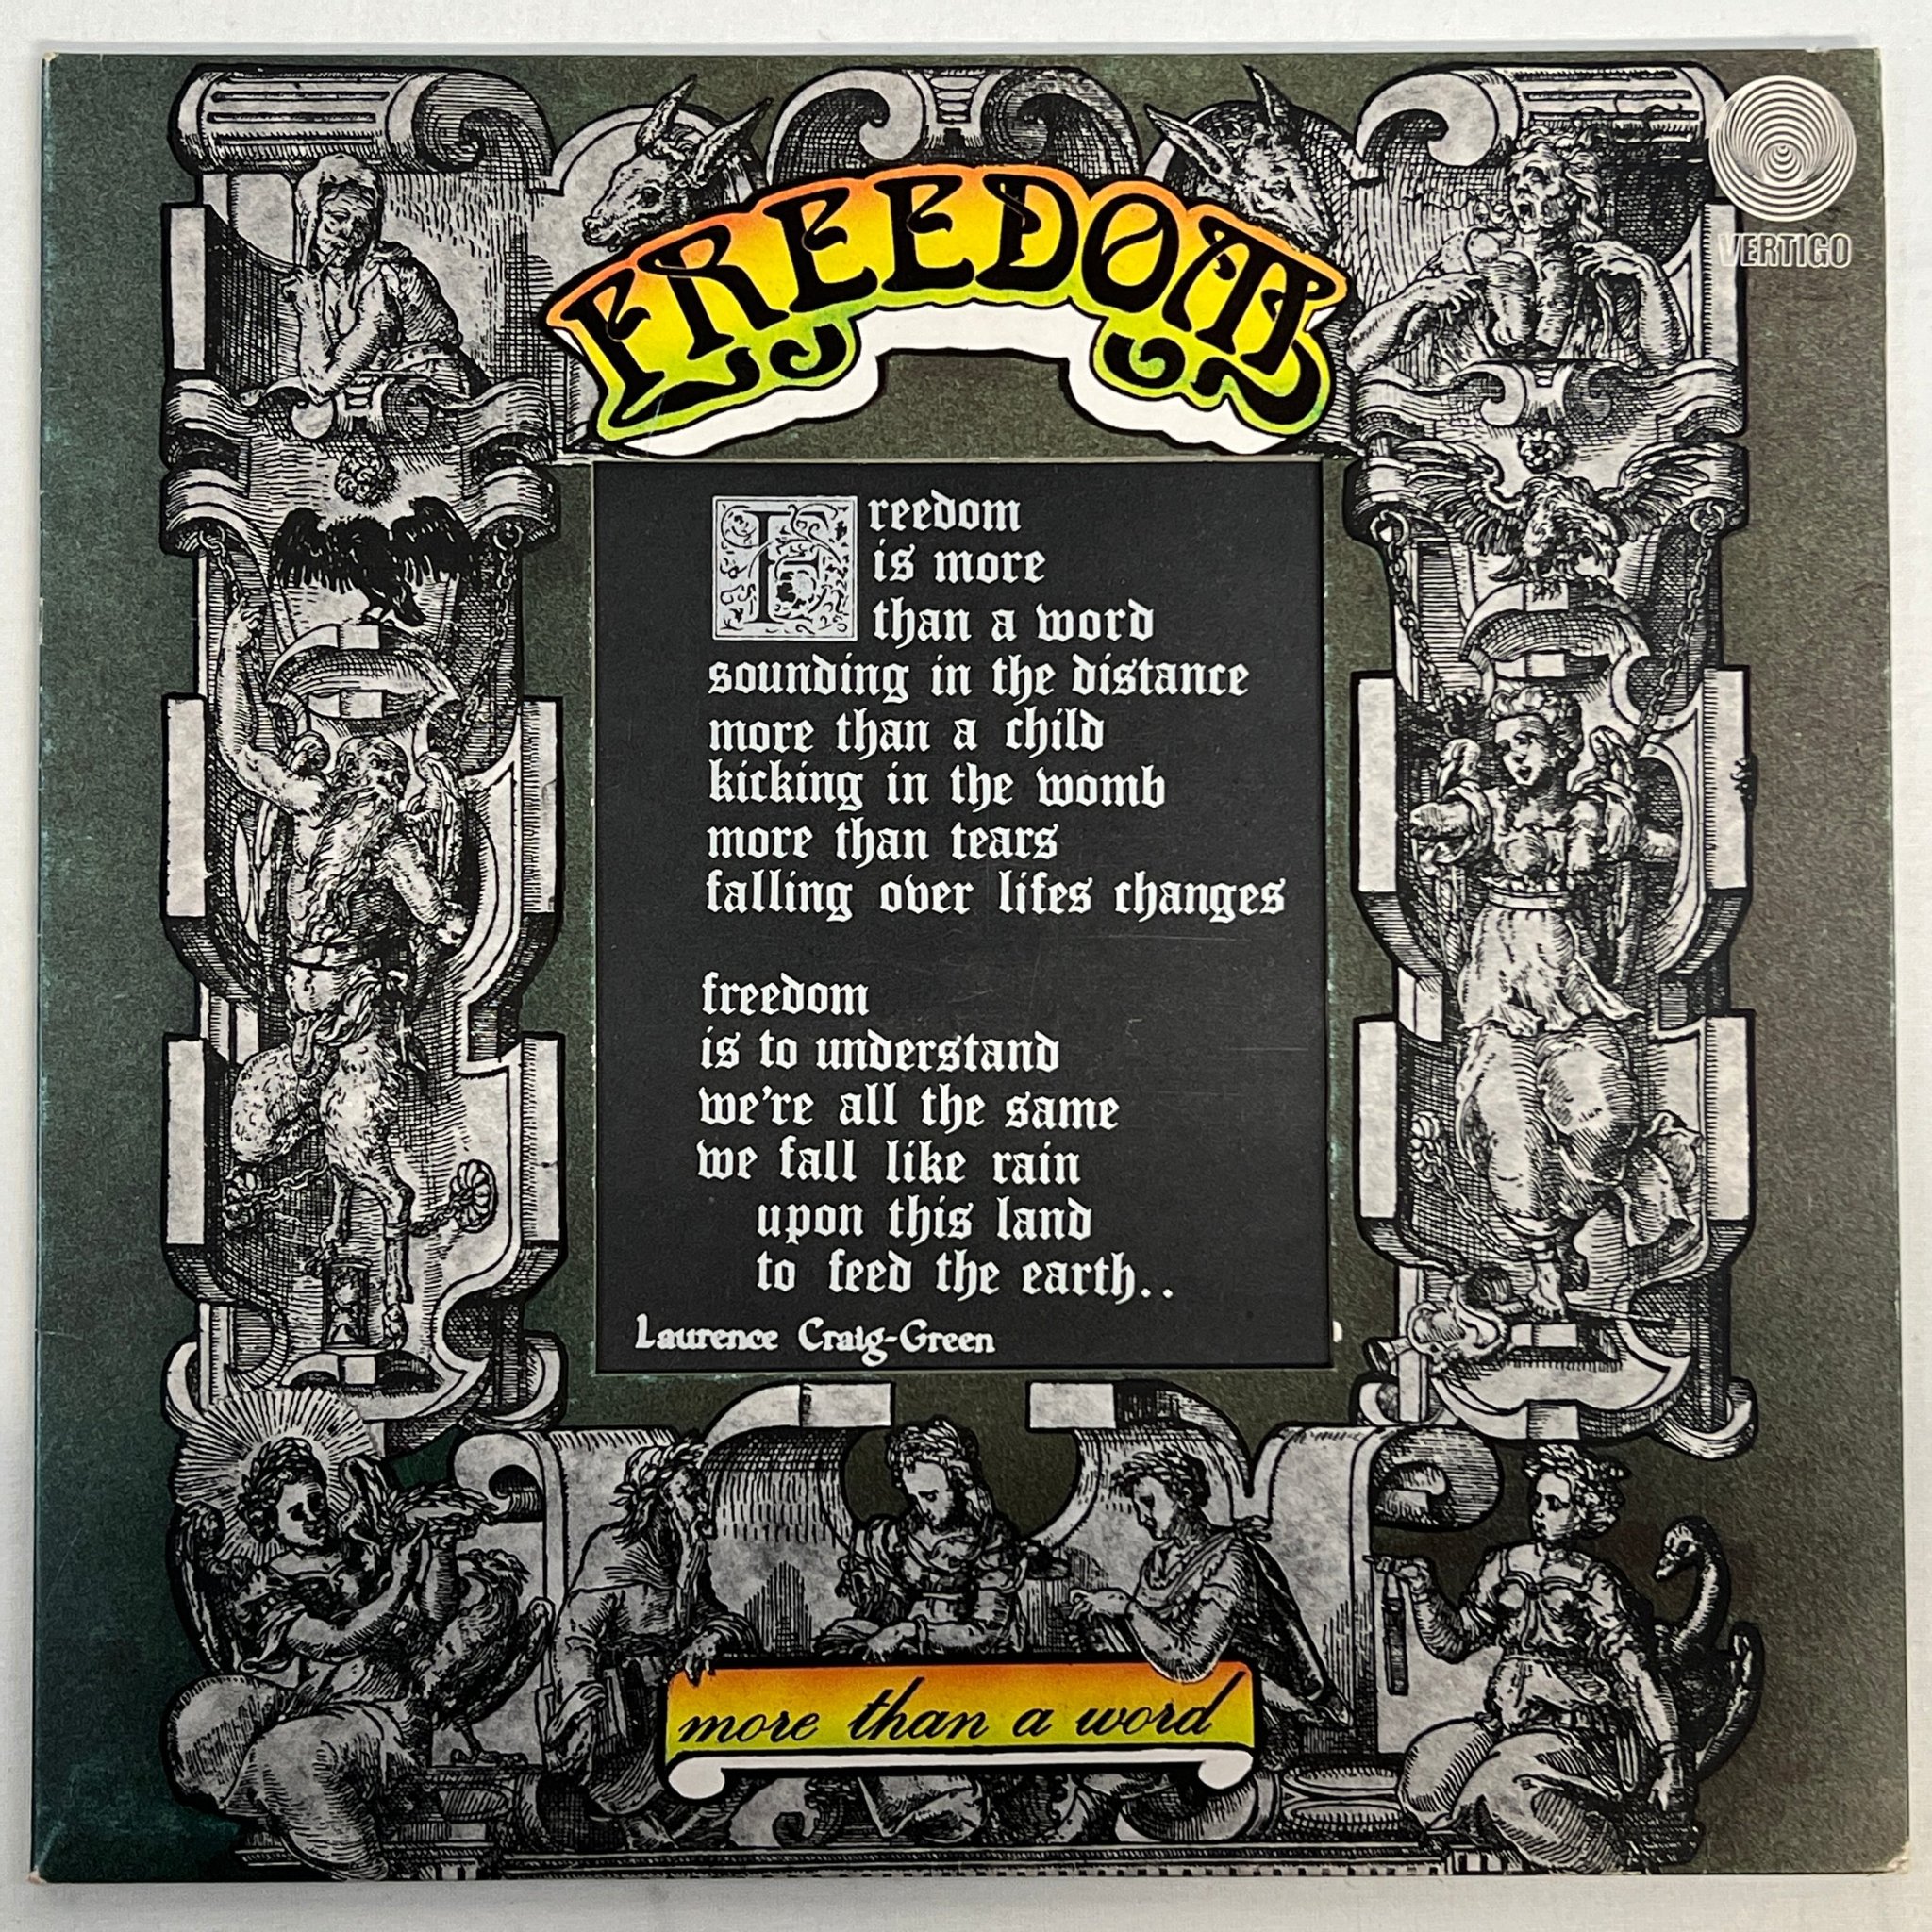 FREEDOM
VERTIGO
Freedom
is more
than a word
sounding in the distance
more than a child
kicking in the womb
more than tears
falling over lifes changes
freedom
is to understand
we're all the same
we fall like rain
upon this land
to feed the earth..
Laurence Craig-Green
more than a word